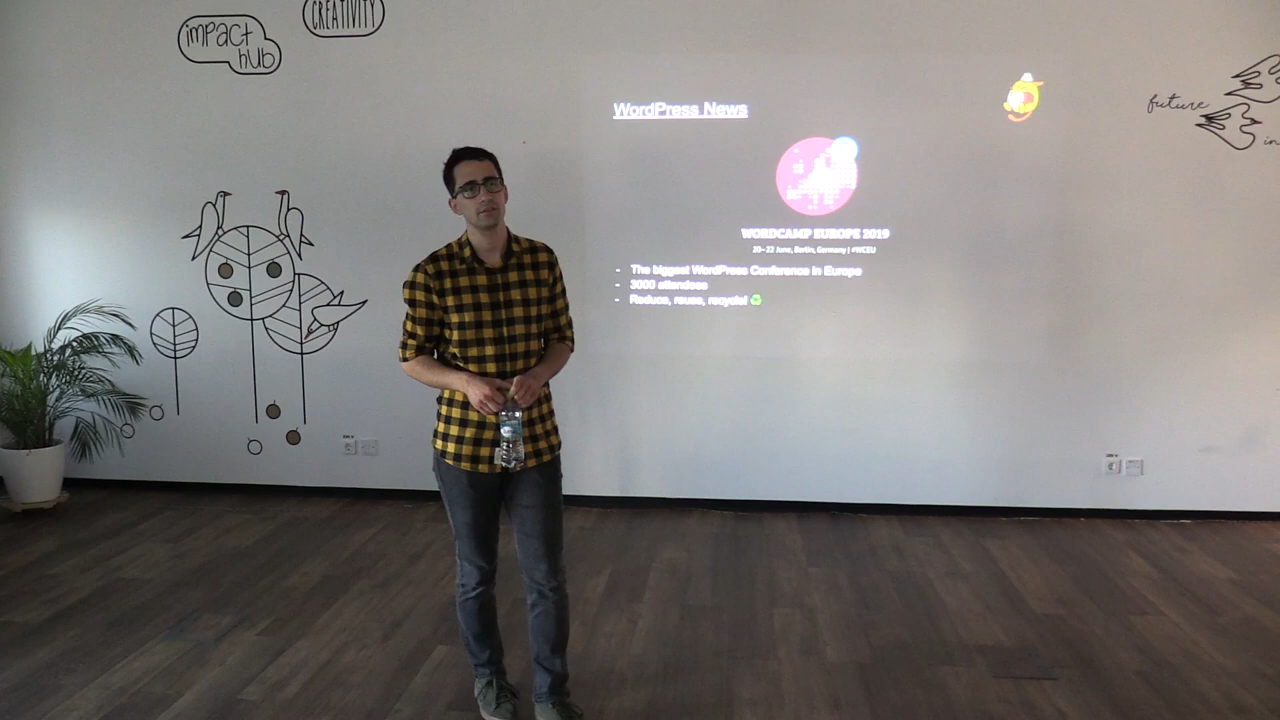 impact
hub
CREATIVITY
future
in
WordPress News
WORDCAMP EUROPE 2019
20–22 June, Berlin, Germany | #WCEU
- The biggest WordPress Conference in Europe
- 3000 attendees
- Reduce, reuse, recycle! ♻